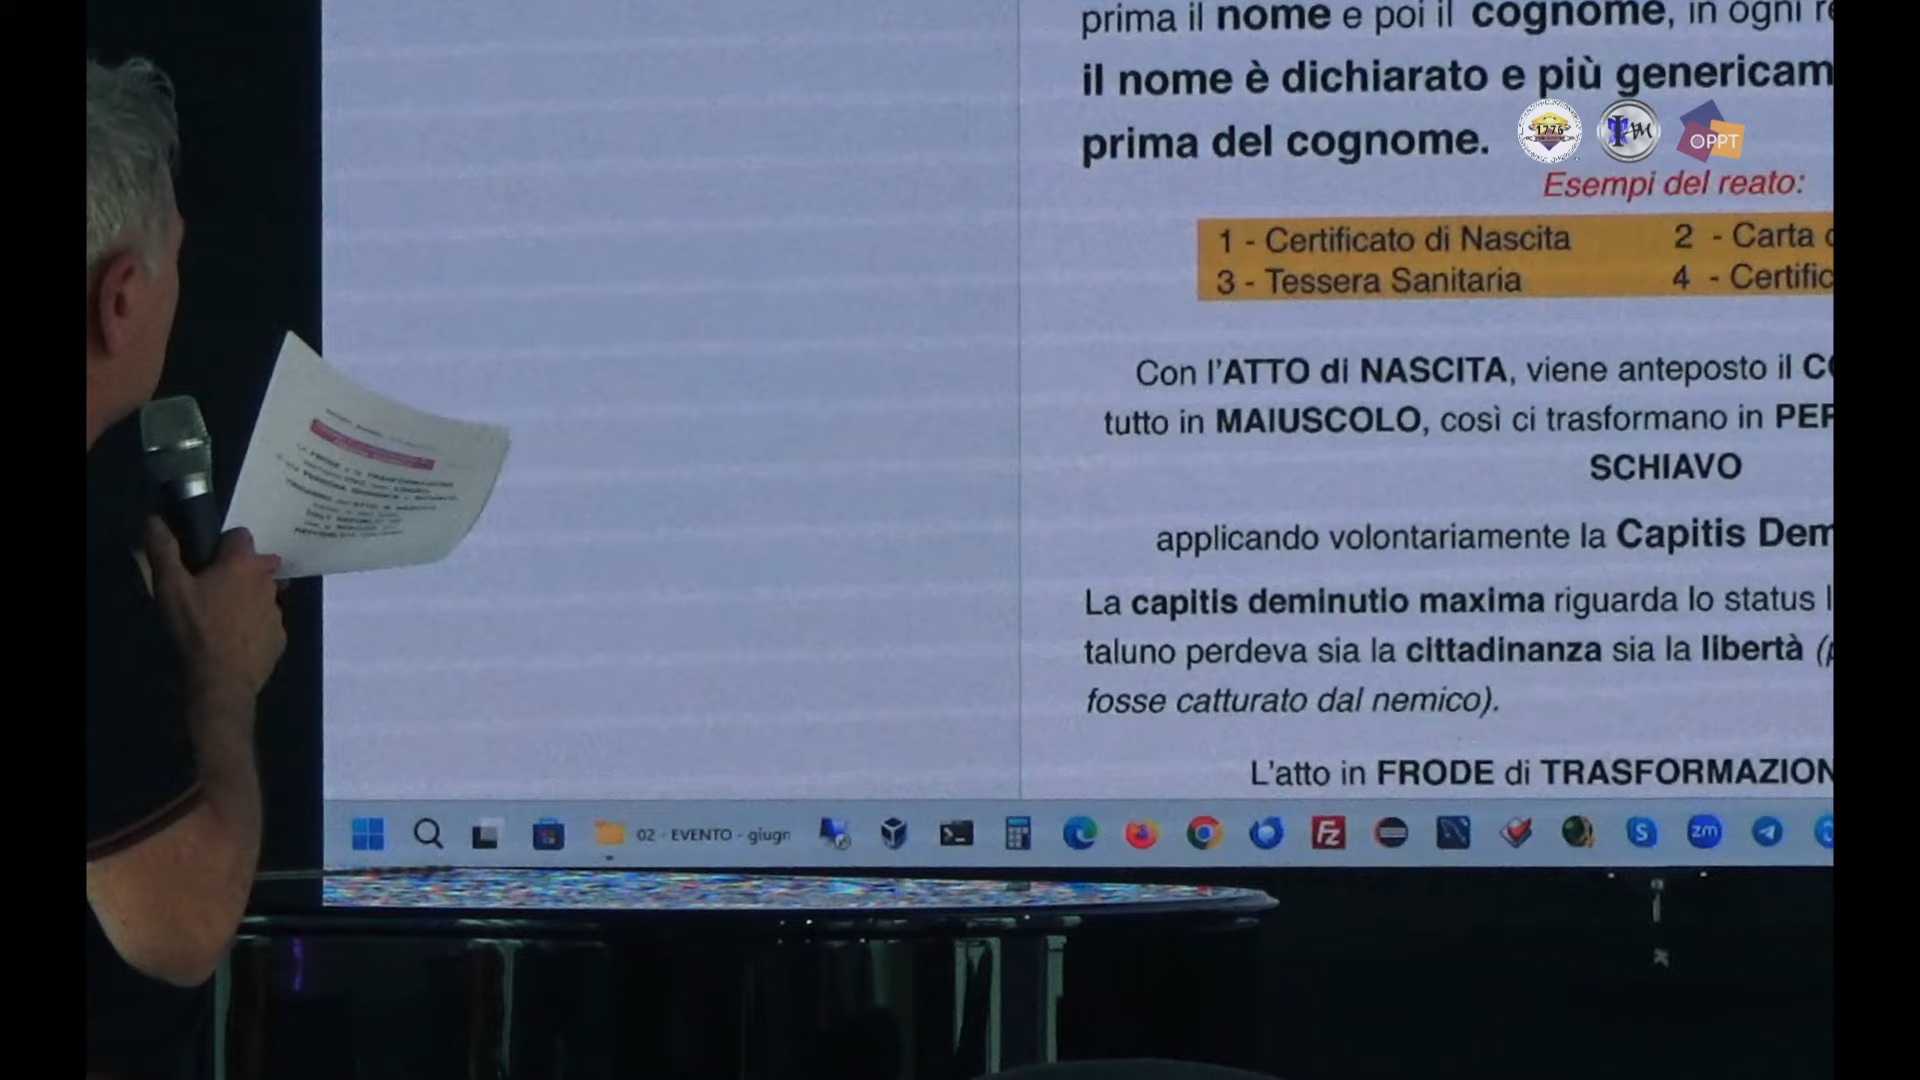 prima il nome e poi il cognome, in ogni
il nome è dichiarato e più genericam
prima del cognome.
1776
OPPT
Esempi del reato:
1 - Certificato di Nascita 2 - Carta
3 - Tessera Sanitaria 4 - Certific
Con l'ATTO di NASCITA, viene anteposto il
tutto in MAIUSCOLO, così ci trasformano in PER
SCHIAVO
applicando volontariamente la Capitis Dem
La capitis deminutio maxima riguarda lo status
taluno perdeva sia la cittadinanza sia la libertà
fosse catturato dal nemico).
L'atto in FRODE di TRASFORMAZION
02 - EVENTO - giugn
Fz
S
zm